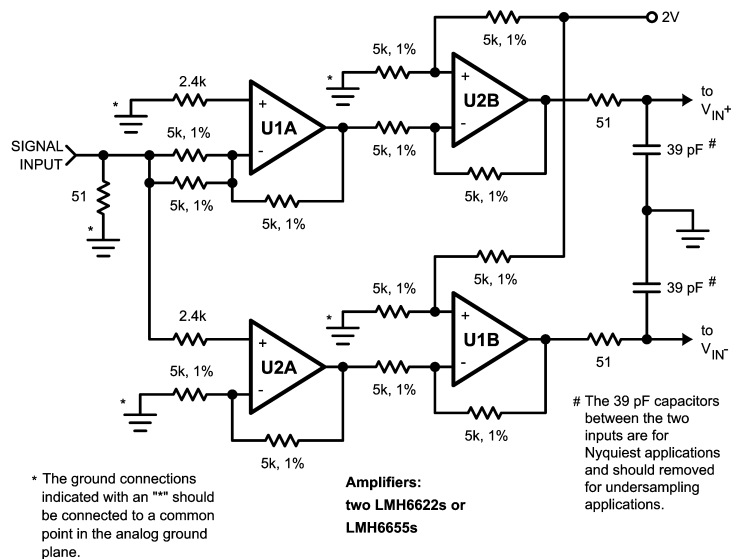 2V
5k, 1%
5k, 1%
*
+
U2B
-
to
VIN+
51
2.4k
*
+
U1A
-
5k, 1%
5k, 1%
39 pF #
SIGNAL
INPUT
5k, 1%
5k, 1%
5k, 1%
51
*
5k, 1%
5k, 1%
*
+
U1B
-
39 pF #
2.4k
+
U2A
-
5k, 1%
*
5k, 1%
5k, 1%
5k, 1%
51
to
VIN-
# The 39 pF capacitors
between the two
inputs are for
Nyquiest applications
and should removed
for undersampling
applications.
* The ground connections
indicated with an "*" should
be connected to a common
point in the analog ground
plane.
Amplifiers:
two LMH6622s or
LMH6655s